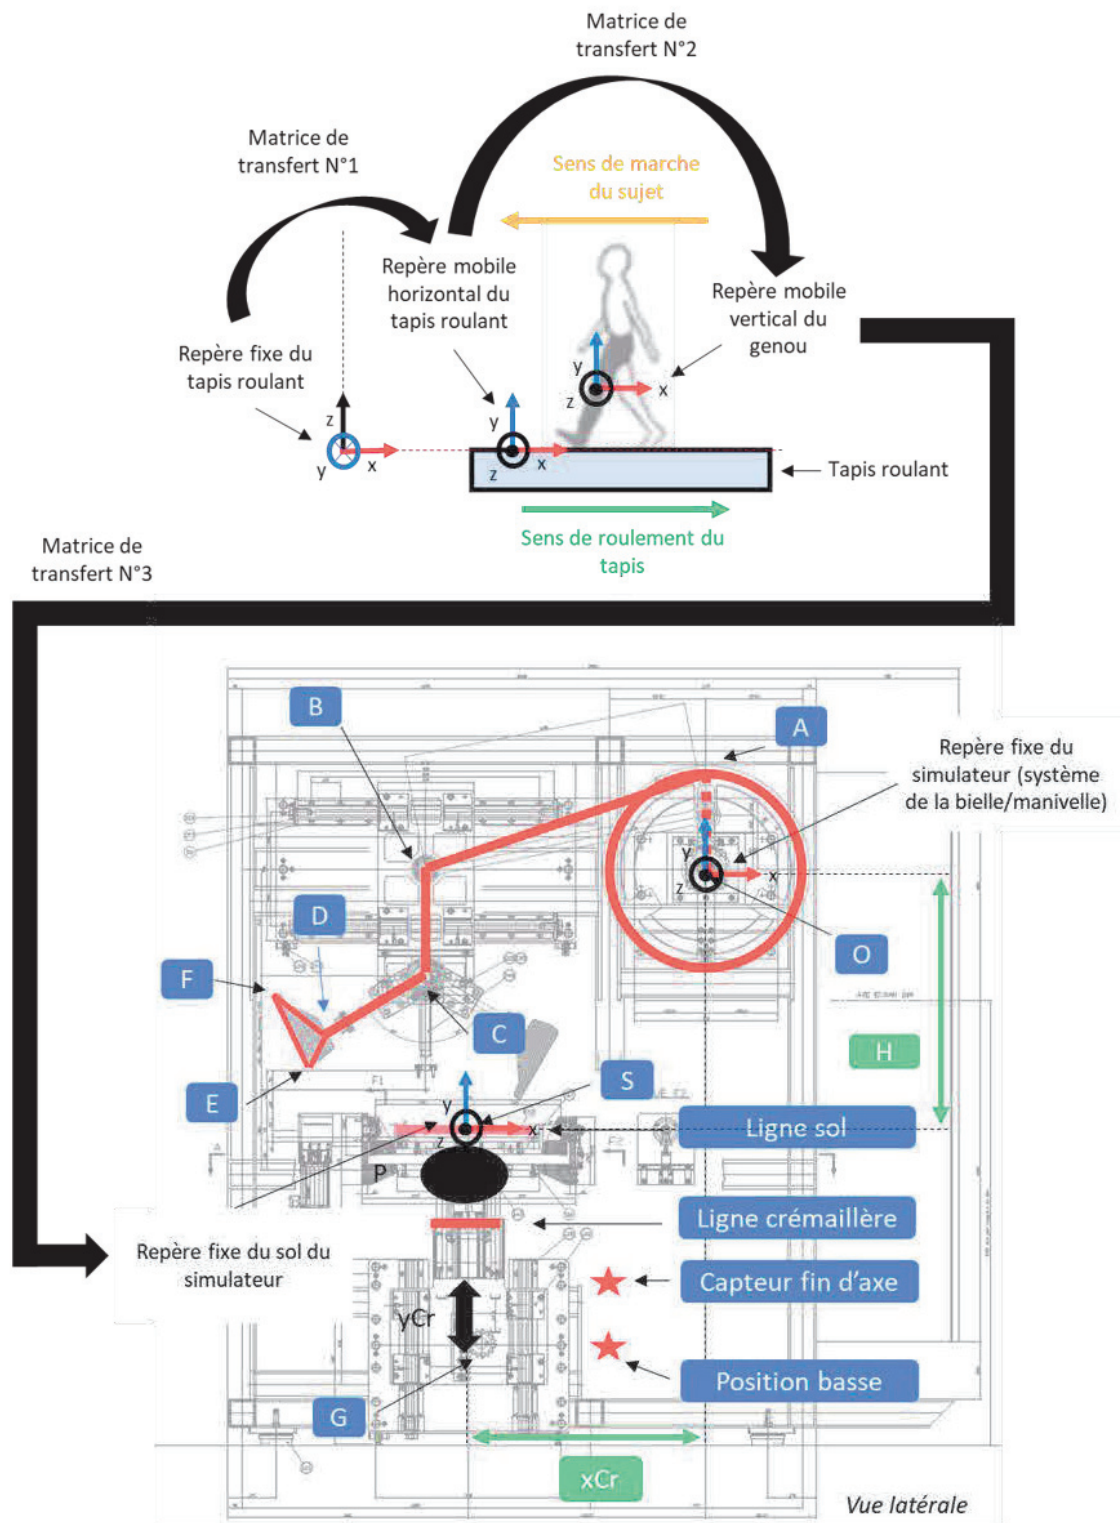 Matrice de
transfert N°2
Matrice de
transfert N°1
Sens de marche
du sujet
Repère mobile
horizontal du
tapis roulant
Repère mobile
vertical du
genou
Repère fixe du
tapis roulant
z
y
x
y
z
x
y
z
x
Tapis roulant
Sens de roulement du
tapis
Matrice de
transfert N°3
B
A
Repère fixe du
simulateur (système
de la bielle/manivelle)
y
z
x
D
F
O
C
H
E
F1
S
y
x
z
Ligne sol
P
Ligne crémaillère
Repère fixe du sol du
simulateur
Capteur fin d'axe
yCr
Position basse
G
xCr
Vue latérale